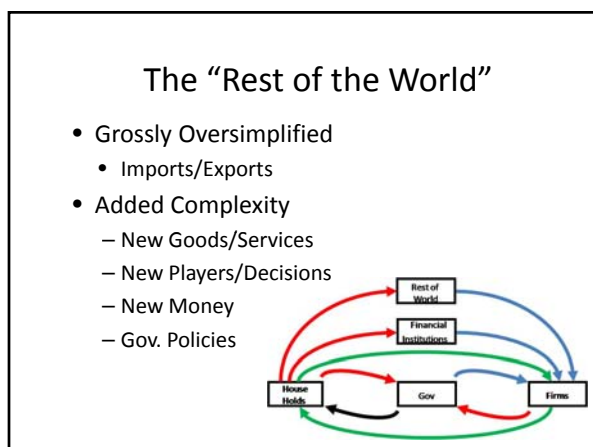 The “Rest of the World”
• Grossly Oversimplified
• Imports/Exports
• Added Complexity
– New Goods/Services
– New Players/Decisions
– New Money
– Gov. Policies
Rest of
World
Financial
Institutions
House
Holds
Gov
Firms